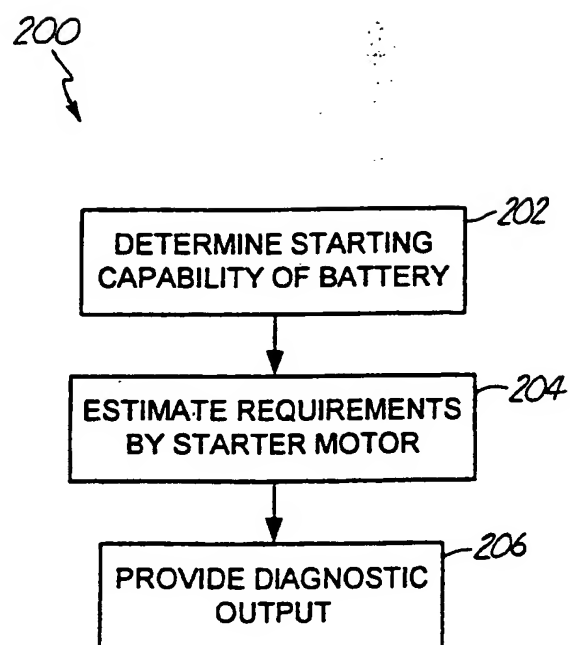 200
202
DETERMINE STARTING
CAPABILITY OF BATTERY
204
ESTIMATE REQUIREMENTS
BY STARTER MOTOR
206
PROVIDE DIAGNOSTIC
OUTPUT